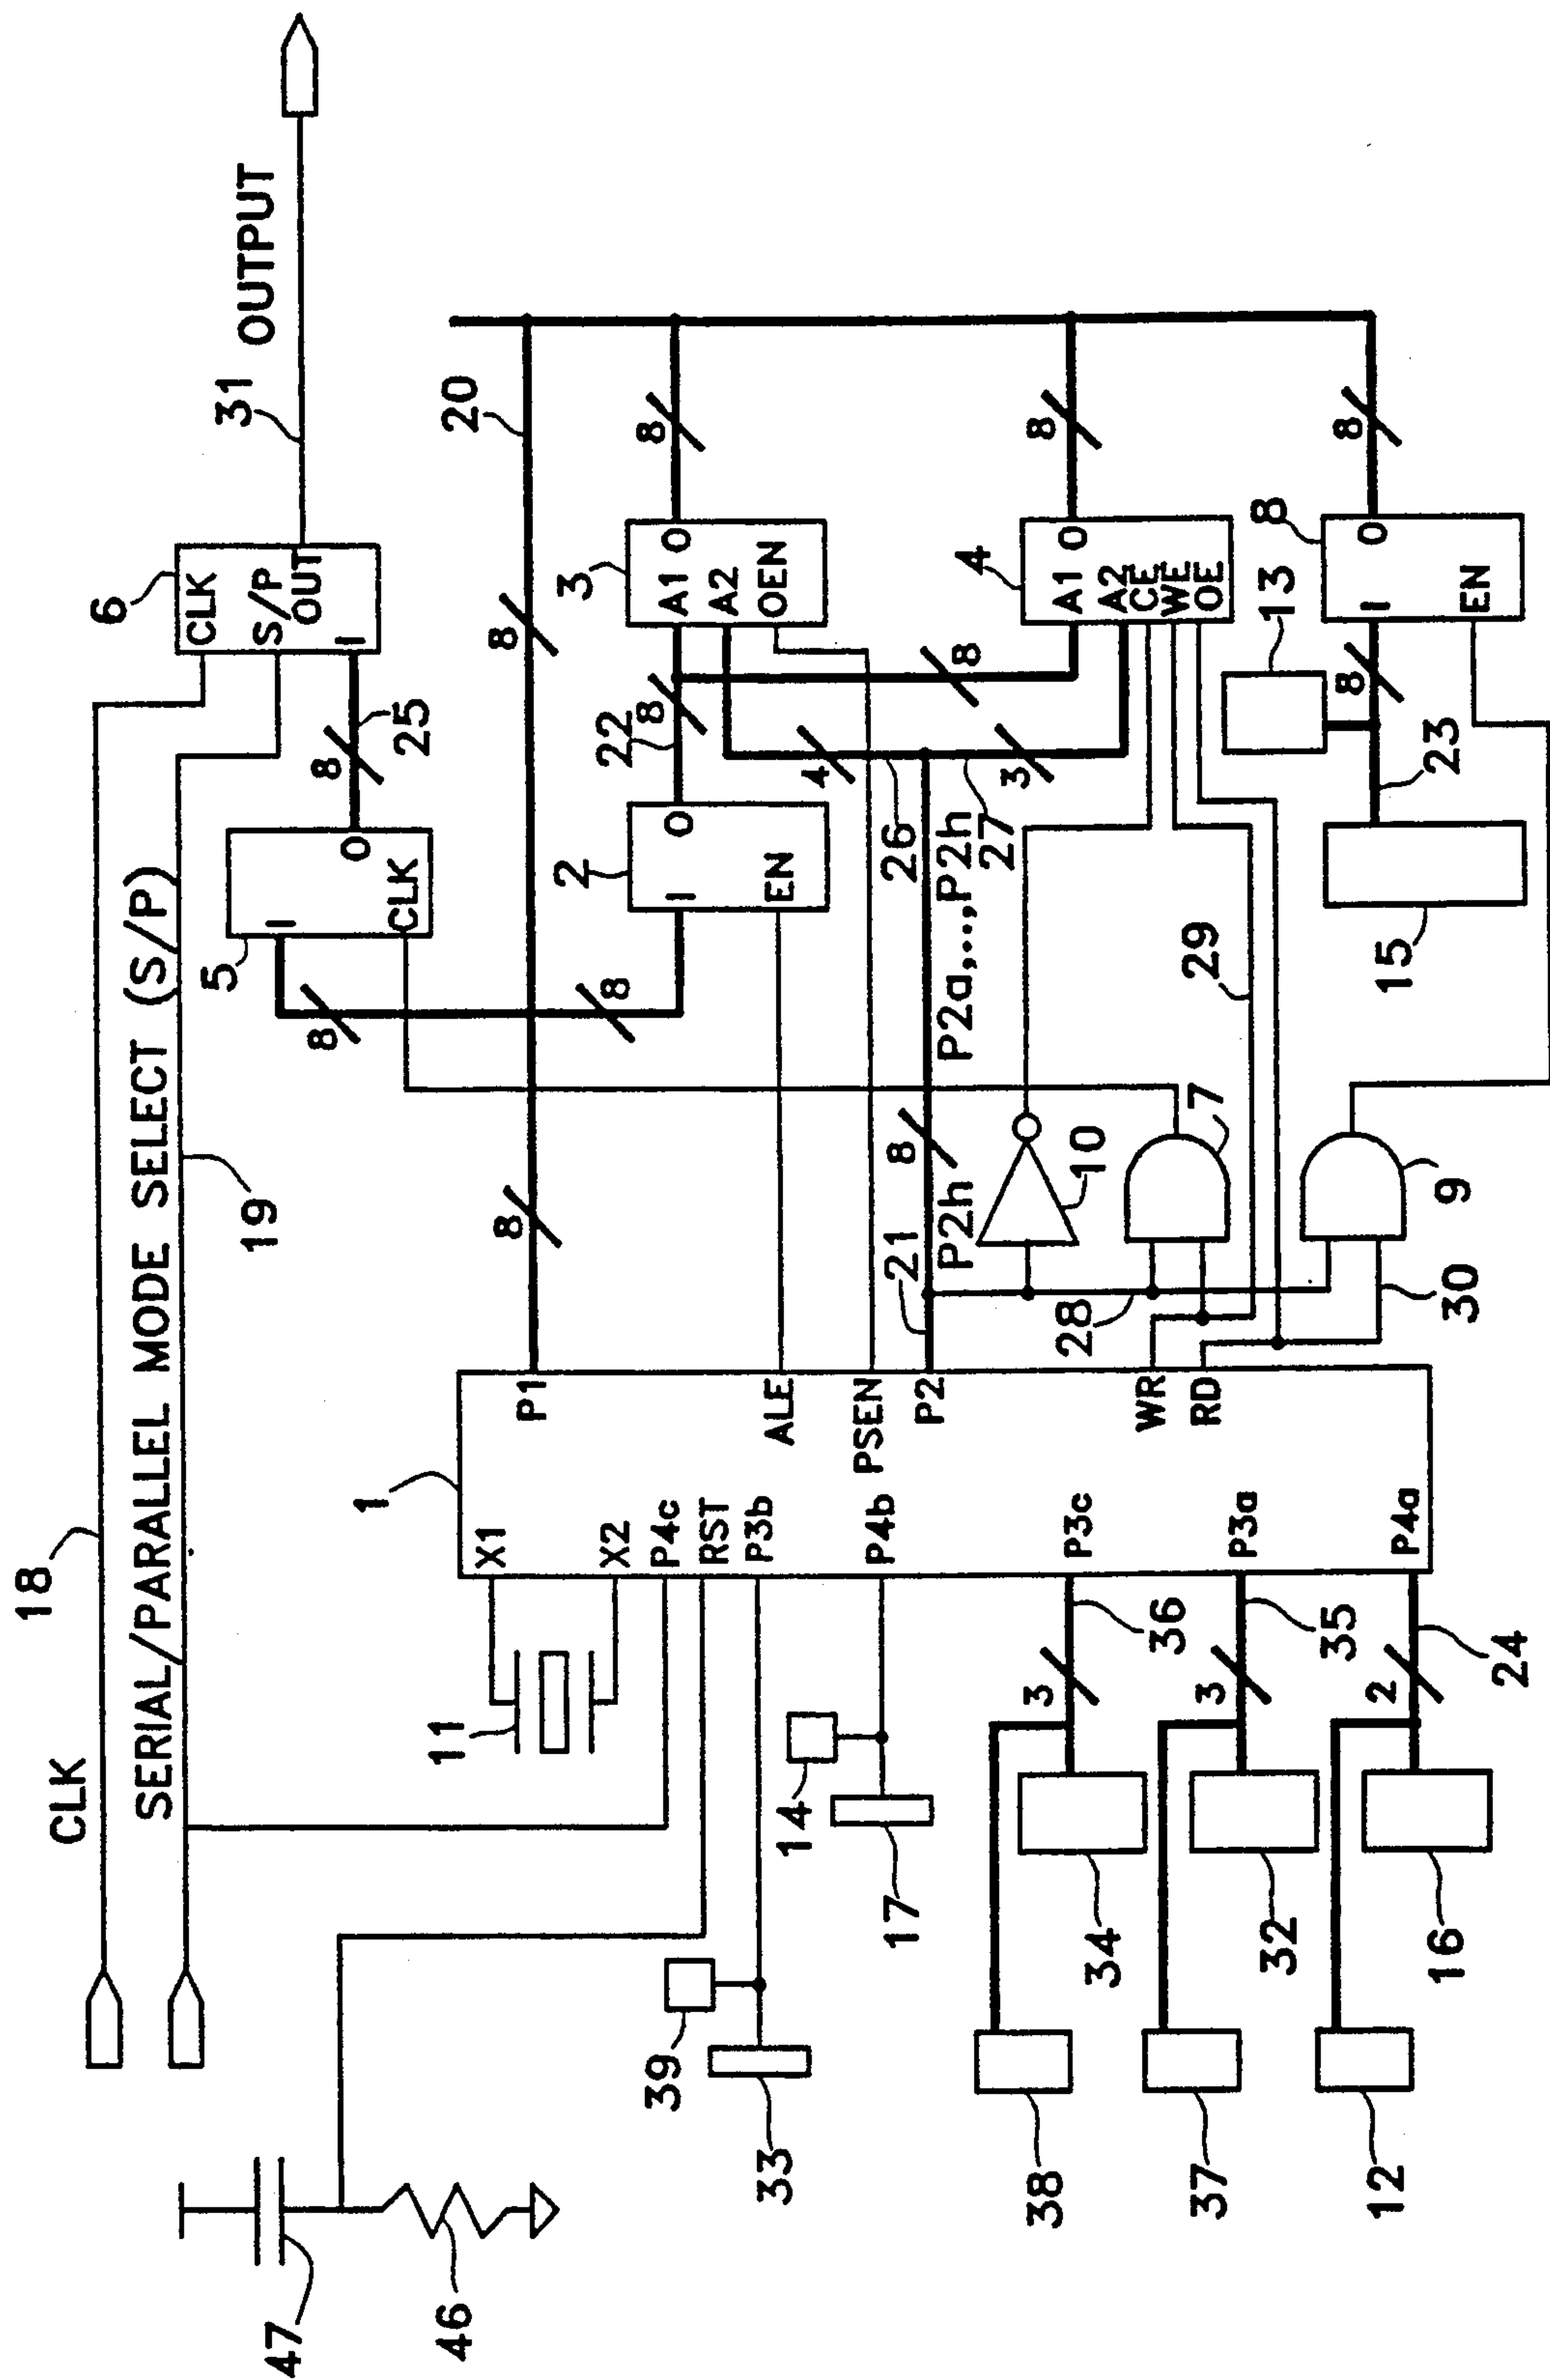 18
CLK
SERIAL/PARALLEL MODE SELECT (S/P)
19
6
CLK
S/P
OUT
I
31
OUTPUT
5
I
O
CLK
8
25
8
8
47
46
1
X1
X2
P4c
RST
P3b
P4b
P3c
P3a
P4a
P1
ALE
PSEN
P2
WR
RD
11
8
8
20
2
I
O
EN
22
8
3
A1
O
A2
OEN
8
8
4
26
3
27
21
P2h
8
P2a,..,P2h
4
A1
O
A2
CE
WE
OE
8
39
33
14
17
10
28
7
29
9
30
13
8
I
O
EN
8
8
23
15
3
36
34
38
3
35
32
37
2
24
16
12